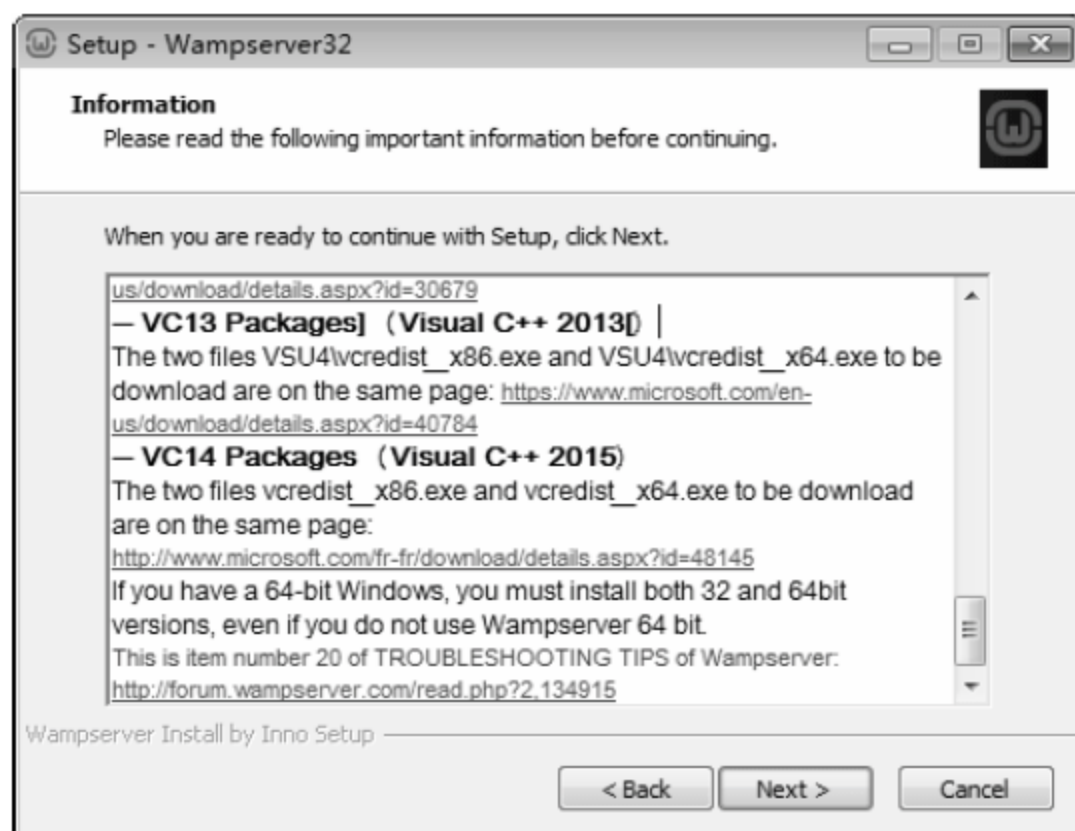 Setup - Wampserver32
Information
Please read the following important information before continuing.
When you are ready to continue with Setup, click Next.
us/download/details.aspx?id=30679
— VC13 Packages] (Visual C++ 2013[)
The two files VSU4\vcredist__x86.exe and VSU4\vcredist__x64.exe to be
download are on the same page: https://www.microsoft.com/en-
us/download/details.aspx?id=40784
— VC14 Packages (Visual C++ 2015)
The two files vcredist__x86.exe and vcredist__x64.exe to be download
are on the same page:
http://www.microsoft.com/fr-fr/download/details.aspx?id=48145
If you have a 64-bit Windows, you must install both 32 and 64bit
versions, even if you do not use Wampserver 64 bit.
This is item number 20 of TROUBLESHOOTING TIPS of Wampserver:
http://forum.wampserver.com/read.php?2,134915
Wampserver Install by Inno Setup
< Back Next > Cancel